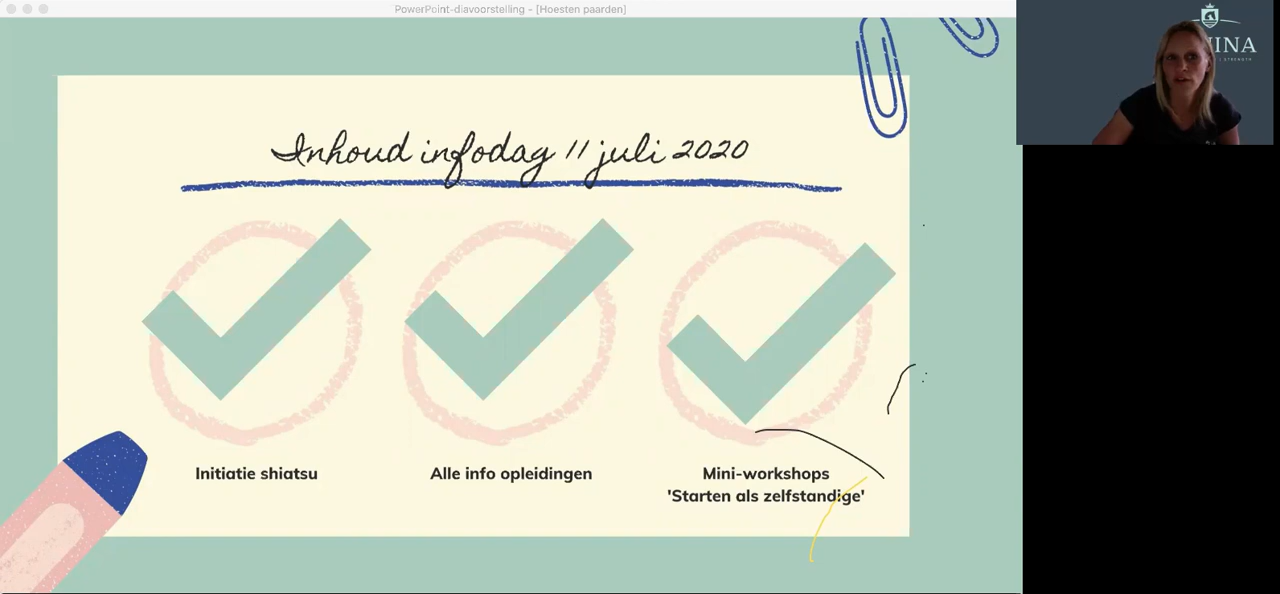 PowerPoint-diavoorstelling - [Hoesten paarden]
Inhoud infodag 11 juli 2020
Initiatie shiatsu
Alle info opleidingen
Mini-workshops
'Starten als zelfstandige'